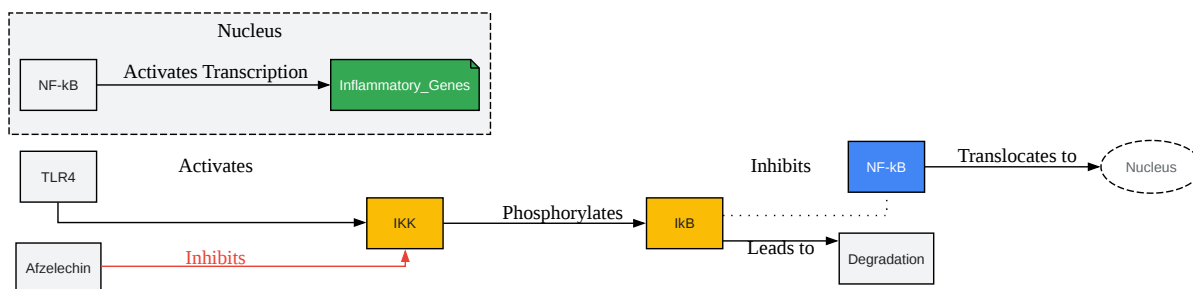 Nucleus
NF-kB
Activates Transcription
Inflammatory_Genes
TLR4
Activates
Inhibits
NF-kB
Translocates to
Nucleus
IKK
Phosphorylates
IkB
Afzelechin
Inhibits
Leads to
Degradation